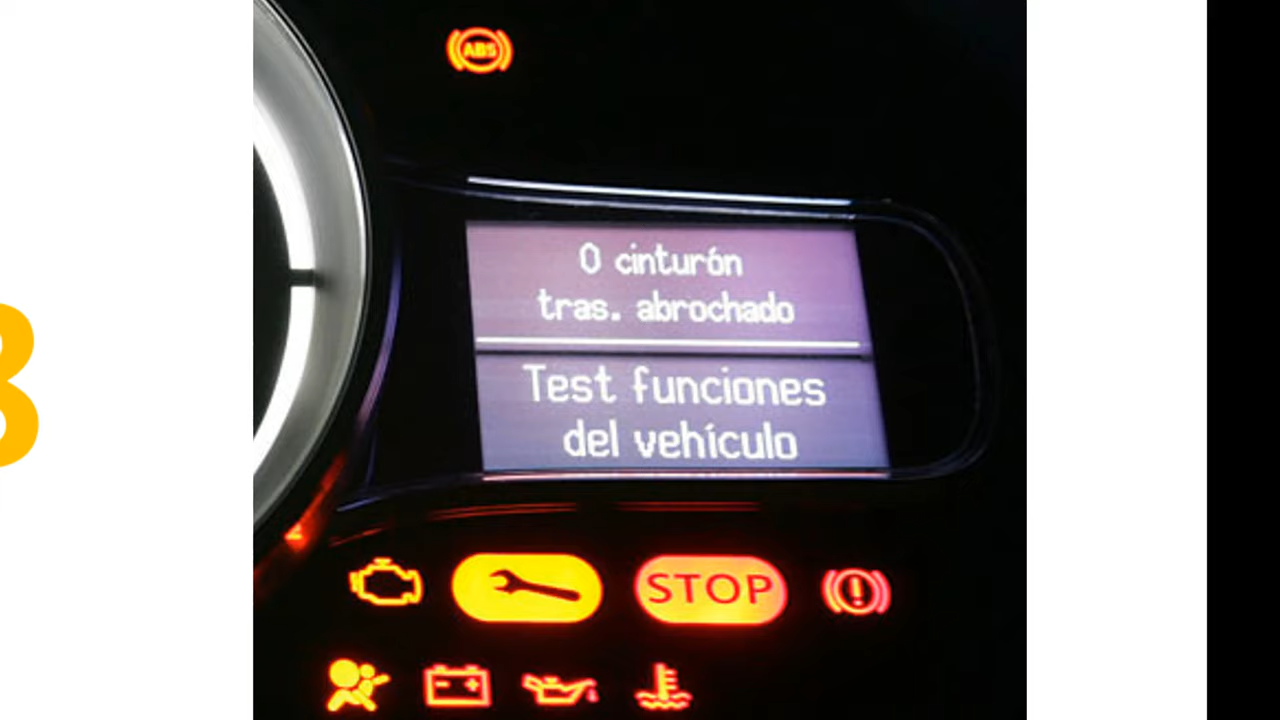 ABS
0 cinturón
tras. abrochado
Test funciones
del vehículo
STOP